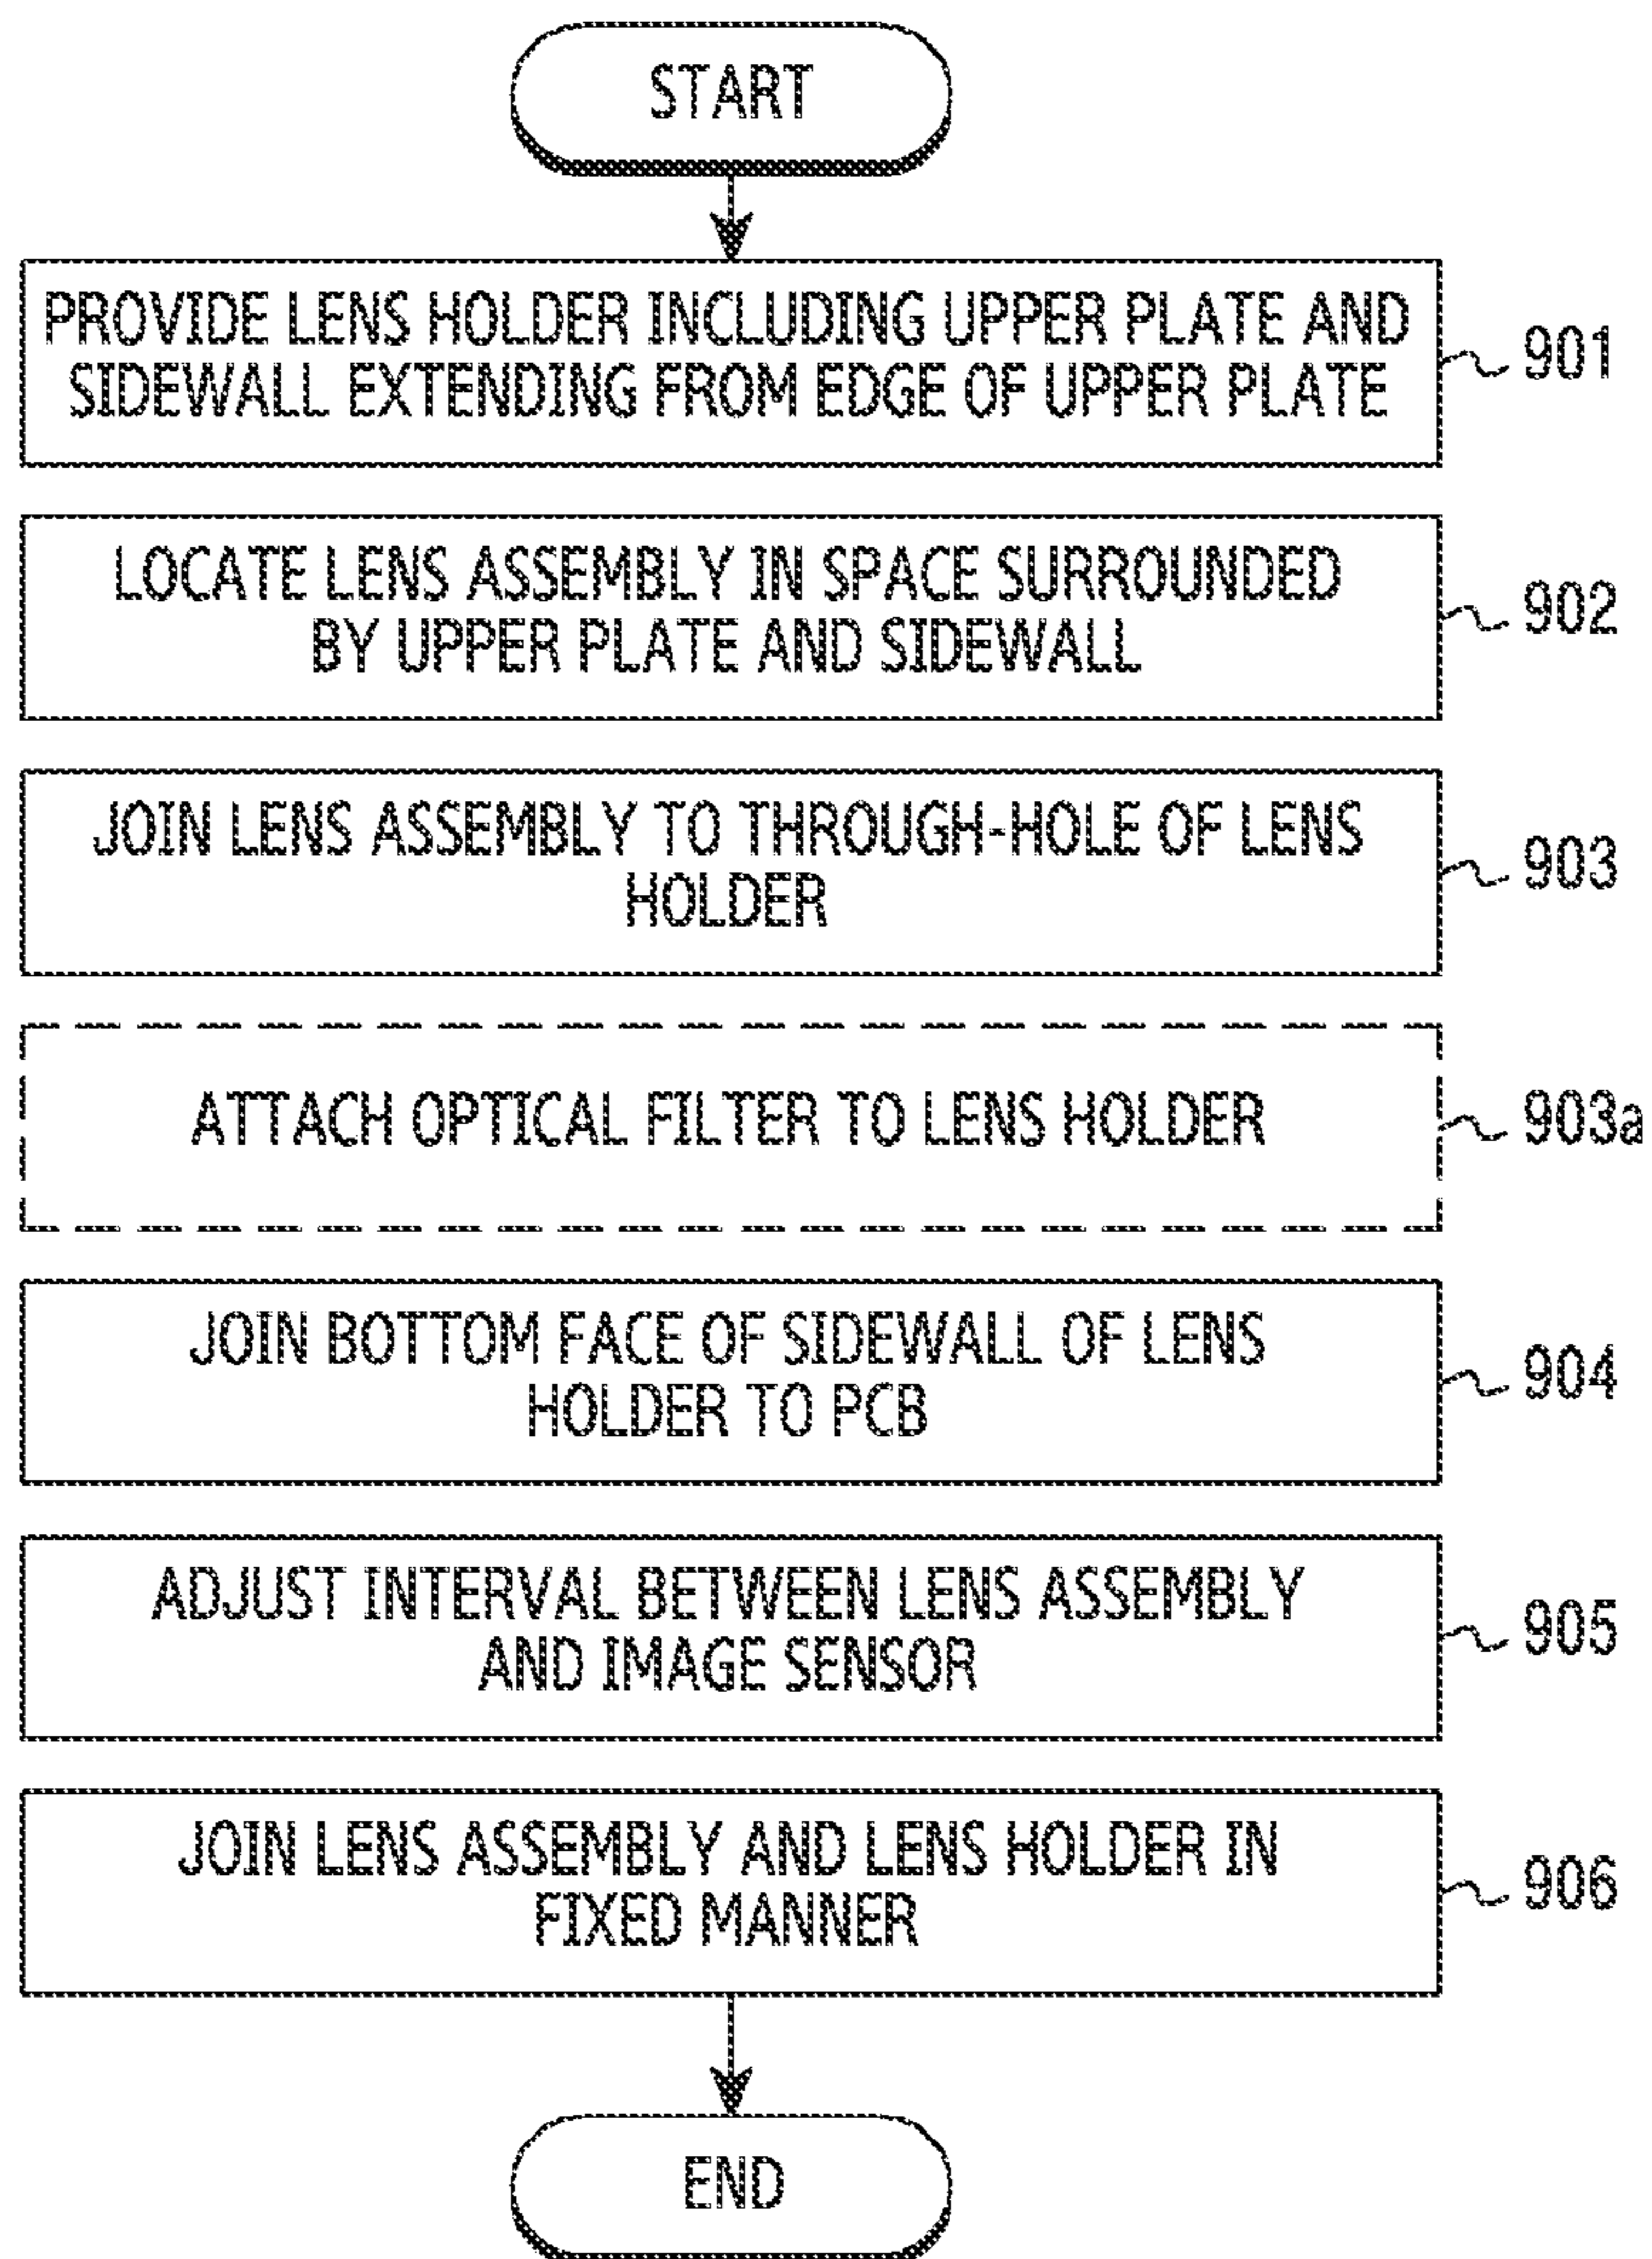 START
PROVIDE LENS HOLDER INCLUDING UPPER PLATE AND
SIDEWALL EXTENDING FROM EDGE OF UPPER PLATE
901
LOCATE LENS ASSEMBLY IN SPACE SURROUNDED
BY UPPER PLATE AND SIDEWALL
902
JOIN LENS ASSEMBLY TO THROUGH-HOLE OF LENS
HOLDER
903
ATTACH OPTICAL FILTER TO LENS HOLDER
903a
JOIN BOTTOM FACE OF SIDEWALL OF LENS
HOLDER TO PCB
904
ADJUST INTERVAL BETWEEN LENS ASSEMBLY
AND IMAGE SENSOR
905
JOIN LENS ASSEMBLY AND LENS HOLDER IN
FIXED MANNER
906
END